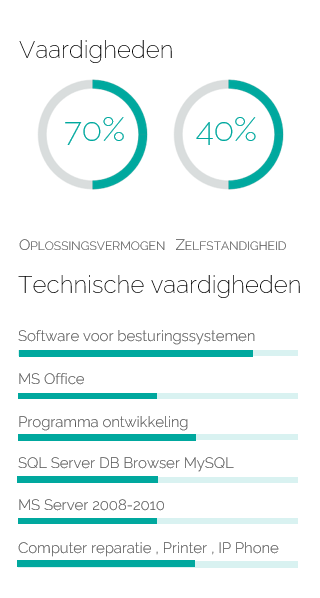 Vaardigheden
70% 40%
OPLOSSINGSVERMOGEN ZELFSTANDIGHEID
Technische vaardigheden
Software voor besturingssystemen
MS Office
Programma ontwikkeling
SQL Server DB Browser MySQL
MS Server 2008-2010
Computer reparatie , Printer , IP Phone